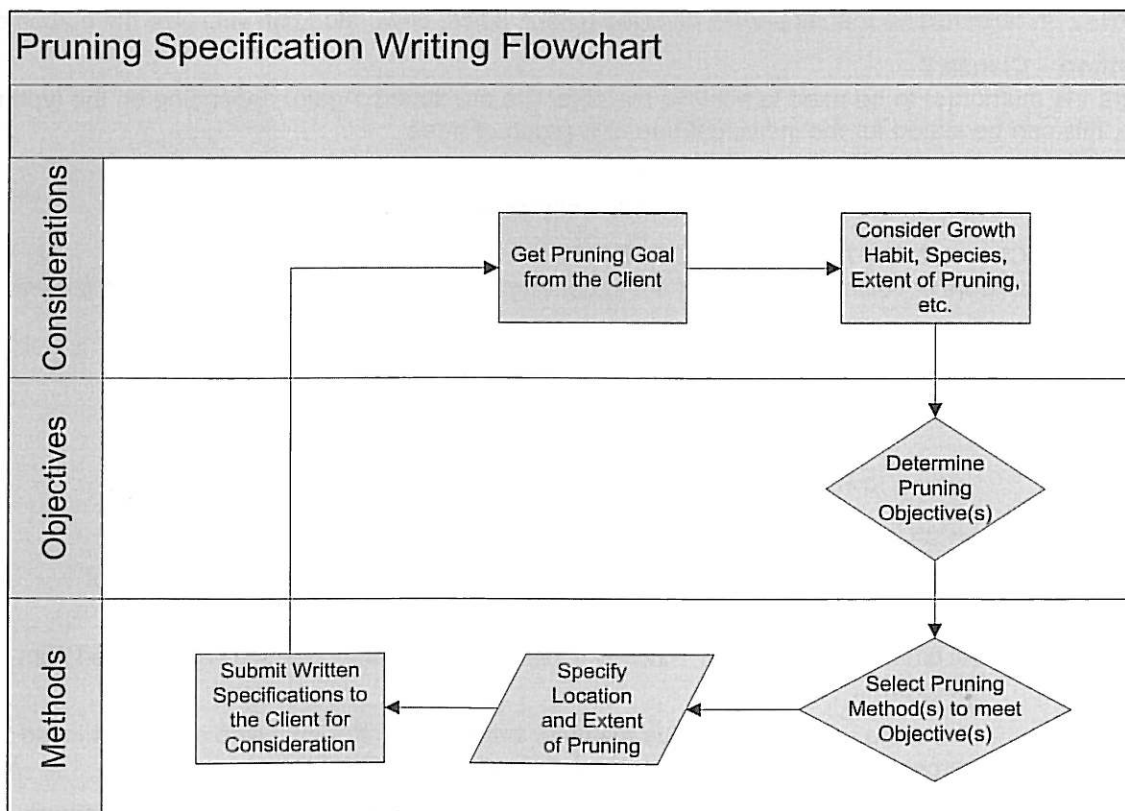 Pruning Specification Writing Flowchart
Considerations
Get Pruning Goal
from the Client
Consider Growth
Habit, Species,
Extent of Pruning,
etc.
Objectives
Determine
Pruning
Objective(s)
Methods
Submit Written
Specifications to
the Client for
Consideration
Specify
Location
and Extent
of Pruning
Select Pruning
Method(s) to meet
Objective(s)